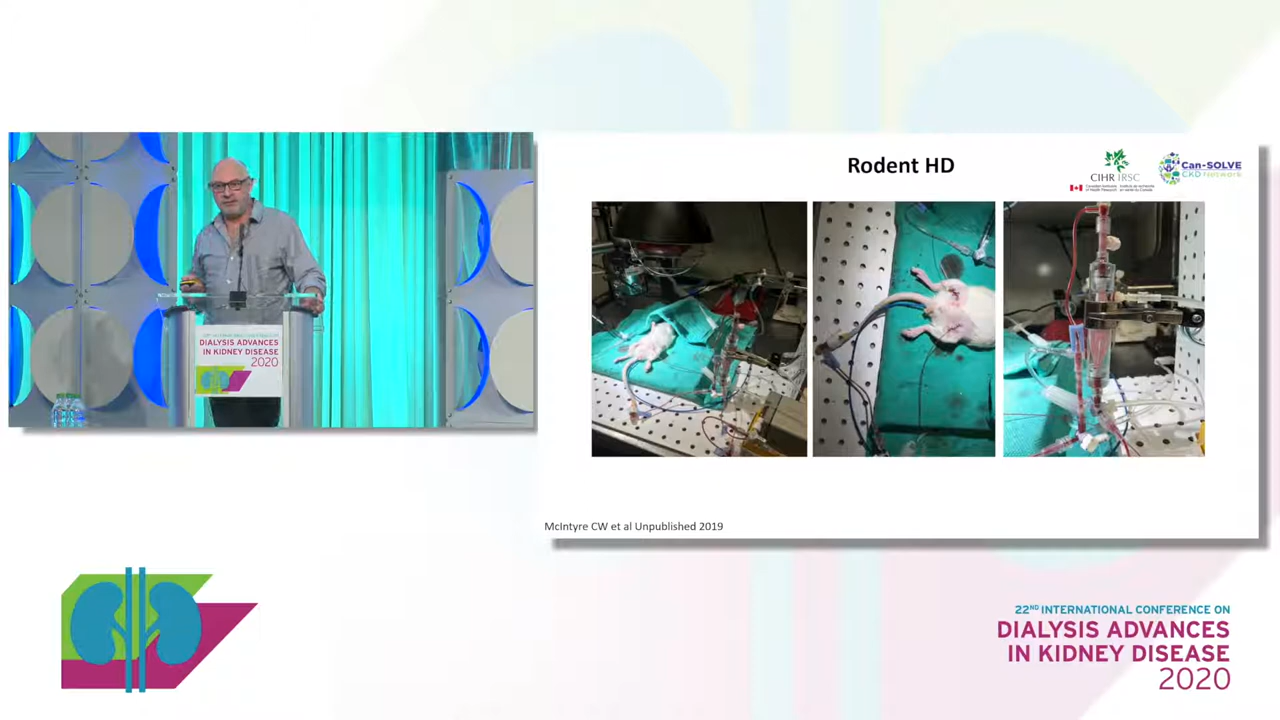 Rodent HD
CIHR IRSC
Can-SOLVE
CKD Network
DIALYSIS ADVANCES
IN KIDNEY DISEASE
2020
McIntyre CW et al Unpublished 2019
22ND INTERNATIONAL CONFERENCE ON
DIALYSIS ADVANCES
IN KIDNEY DISEASE
2020